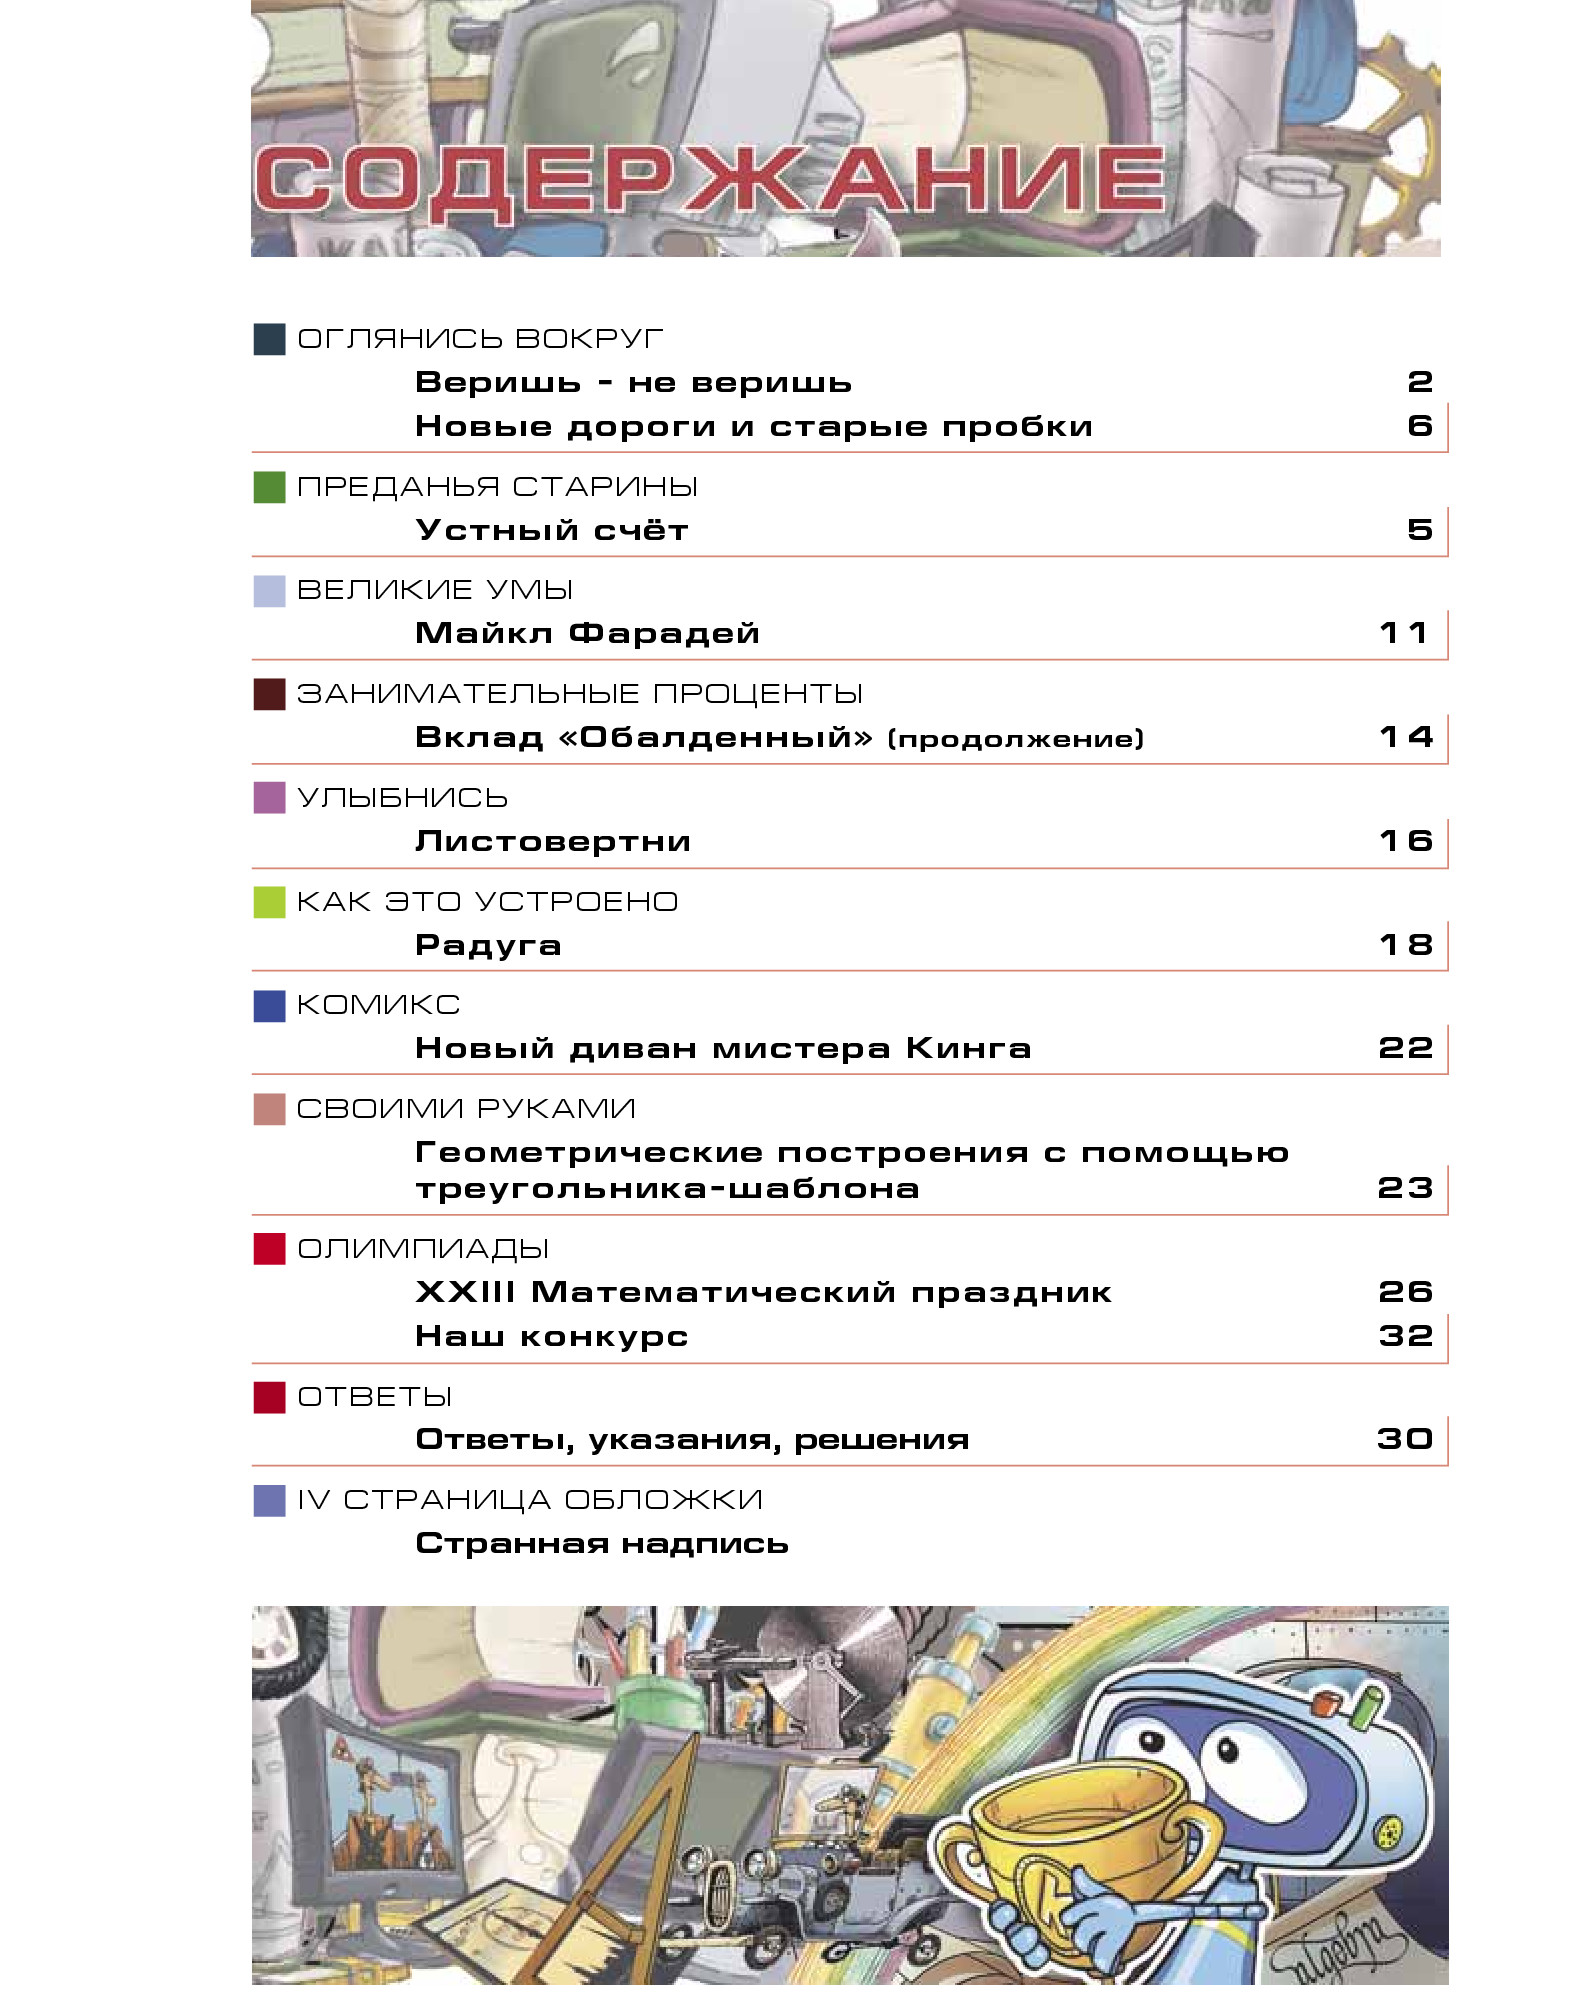 СОДЕРЖАНИЕ
ОГЛЯНИСЬ ВОКРУГ
Веришь - не веришь 2
Новые дороги и старые пробки 6
ПРЕДАНЬЯ СТАРИНЫ
Устный счёт 5
ВЕЛИКИЕ УМЫ
Майкл Фарадей 11
ЗАНИМАТЕЛЬНЫЕ ПРОЦЕНТЫ
Вклад «Обалденный» (продолжение) 14
УЛЫБНИСЬ
Листовертни 16
КАК ЭТО УСТРОЕНО
Радуга 18
КОМИКС
Новый диван мистера Кинга 22
СВОИМИ РУКАМИ
Геометрические построения с помощью
треугольника-шаблона 23
ОЛИМПИАДЫ
XXIII Математический праздник 26
Наш конкурс 32
ОТВЕТЫ
Ответы, указания, решения 30
IV СТРАНИЦА ОБЛОЖКИ
Странная надпись
K